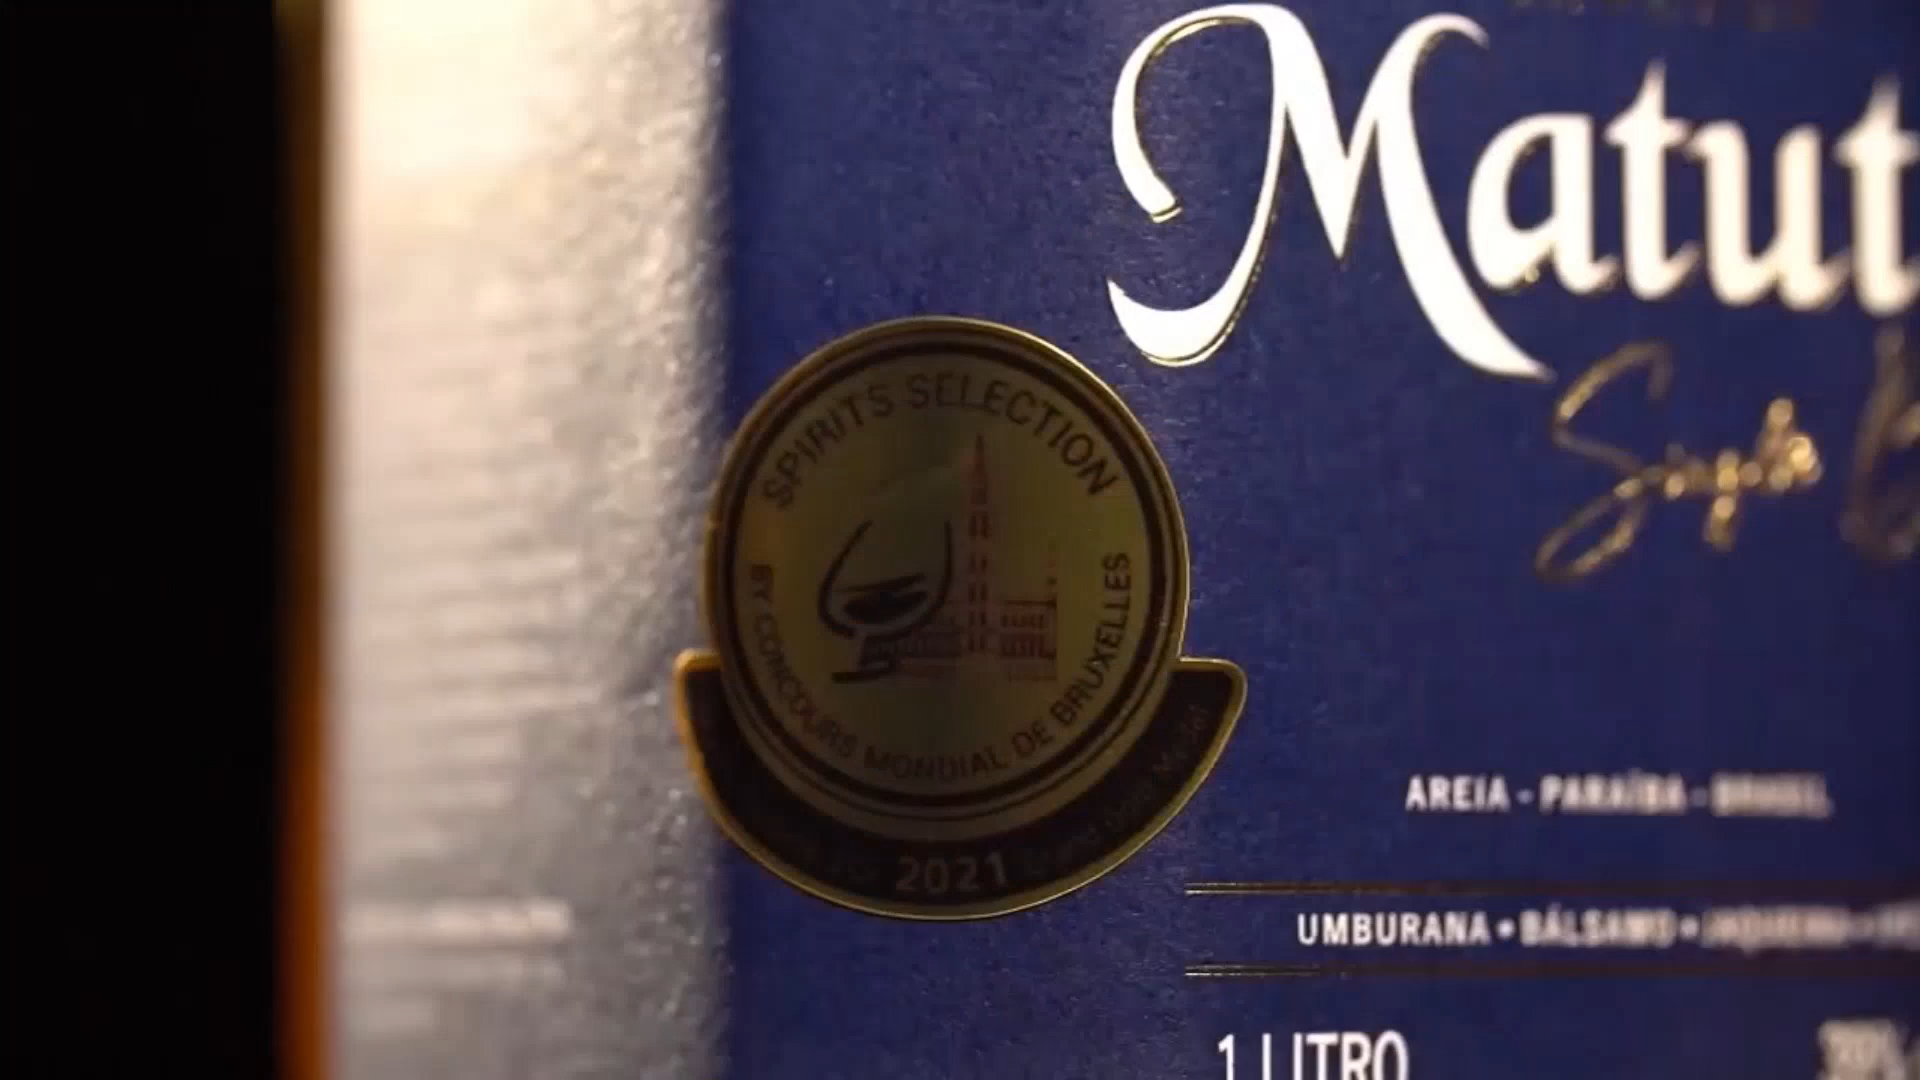 Matut
SPIRITS SELECTION
BY CONCOURS MONDIAL DE BRUXELLES
2021
AREIA - PARAÍBA - BRASIL
UMBURANA • BÁLSAMO •
1 LITRO